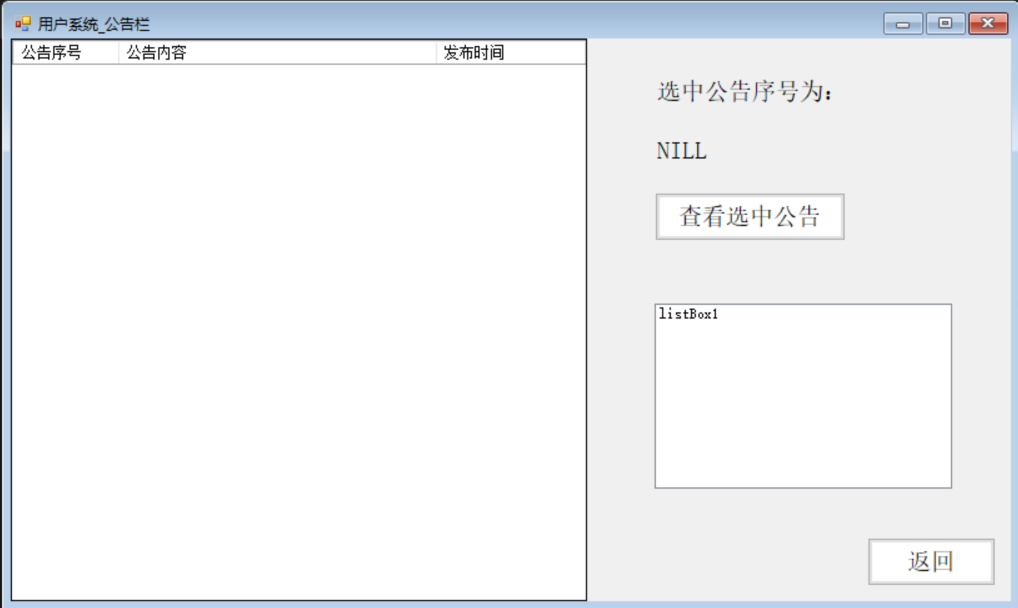 用户系统_公告栏
公告序号 公告内容 发布时间
选中公告序号为:
NILL
查看选中公告
listBox1
返回